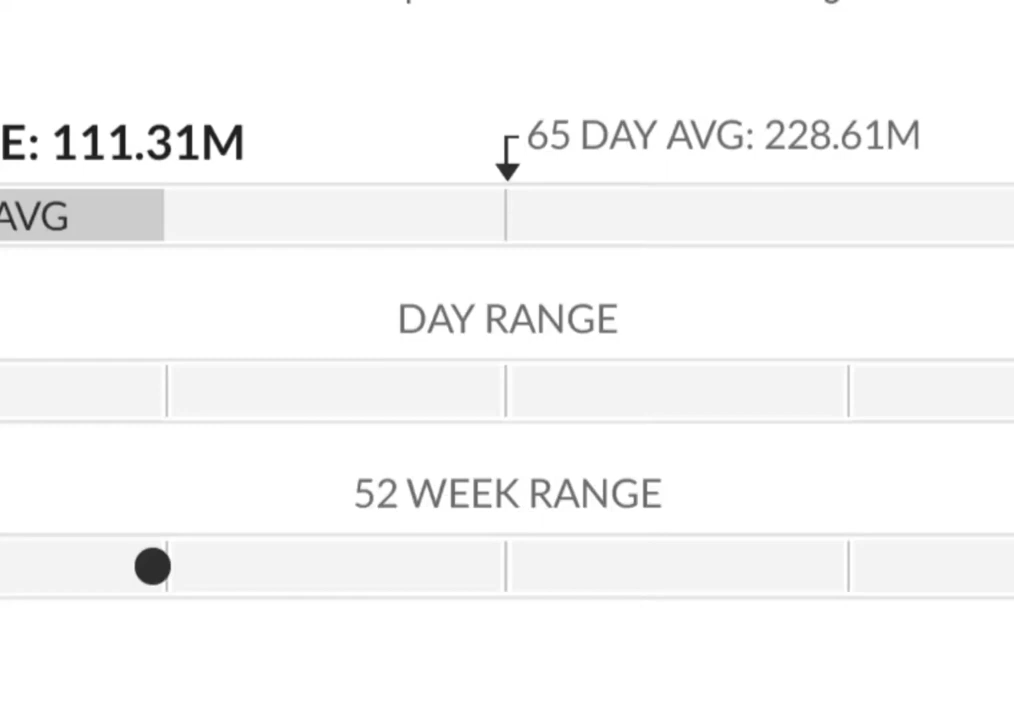 E: 111.31M
65 DAY AVG: 228.61M
AVG
DAY RANGE
52 WEEK RANGE